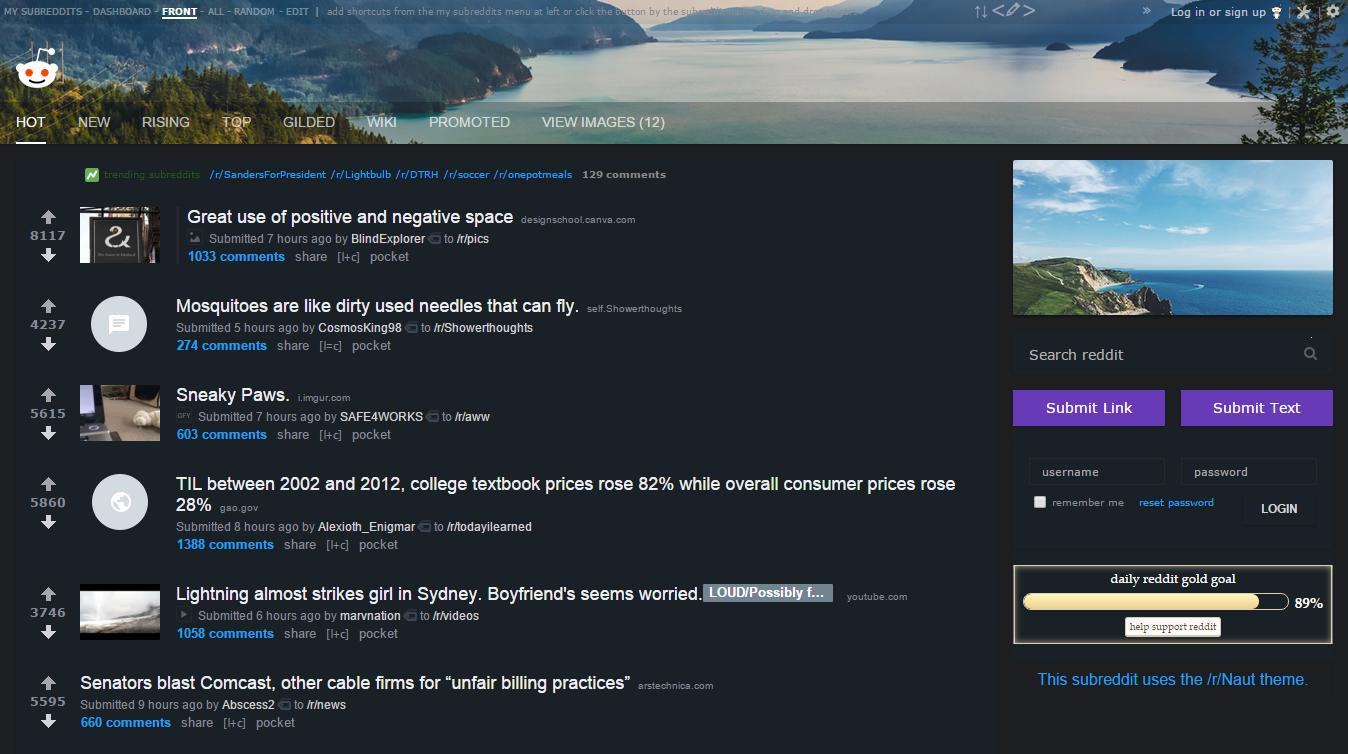 MY SUBREDDITS - DASHBOARD - FRONT - ALL - RANDOM - EDIT | add shortcuts from the my subreddits menu at left or click the button by the subreddit
» Log in or sign up | |
HOT NEW RISING TOP GILDED WIKI PROMOTED VIEW IMAGES (12)
trending subreddits /r/SandersForPresident /r/Lightbulb /r/DTRH /r/soccer /r/onepotmeals 129 comments
8117
Great use of positive and negative space designschool.canva.com
Submitted 7 hours ago by BlindExplorer to /r/pics
1033 comments share [l+c] pocket
4237
Mosquitoes are like dirty used needles that can fly. self.Showerthoughts
Submitted 5 hours ago by CosmosKing98 to /r/Showerthoughts
274 comments share [l=c] pocket
5615
Sneaky Paws. i.imgur.com
GFY Submitted 7 hours ago by SAFE4WORKS to /r/aww
603 comments share [l+c] pocket
5860
TIL between 2002 and 2012, college textbook prices rose 82% while overall consumer prices rose
28% gao.gov
Submitted 8 hours ago by Alexioth_Enigmar to /r/todayilearned
1388 comments share [l+c] pocket
3746
Lightning almost strikes girl in Sydney. Boyfriend's seems worried. LOUD/Possibly f... youtube.com
Submitted 6 hours ago by marvnation to /r/videos
1058 comments share [l+c] pocket
5595
Senators blast Comcast, other cable firms for “unfair billing practices” arstechnica.com
Submitted 9 hours ago by Abscess2 to /r/news
660 comments share [l+c] pocket
Search reddit
Submit Link Submit Text
username password
remember me reset password LOGIN
daily reddit gold goal
89%
help support reddit
This subreddit uses the /r/Naut theme.